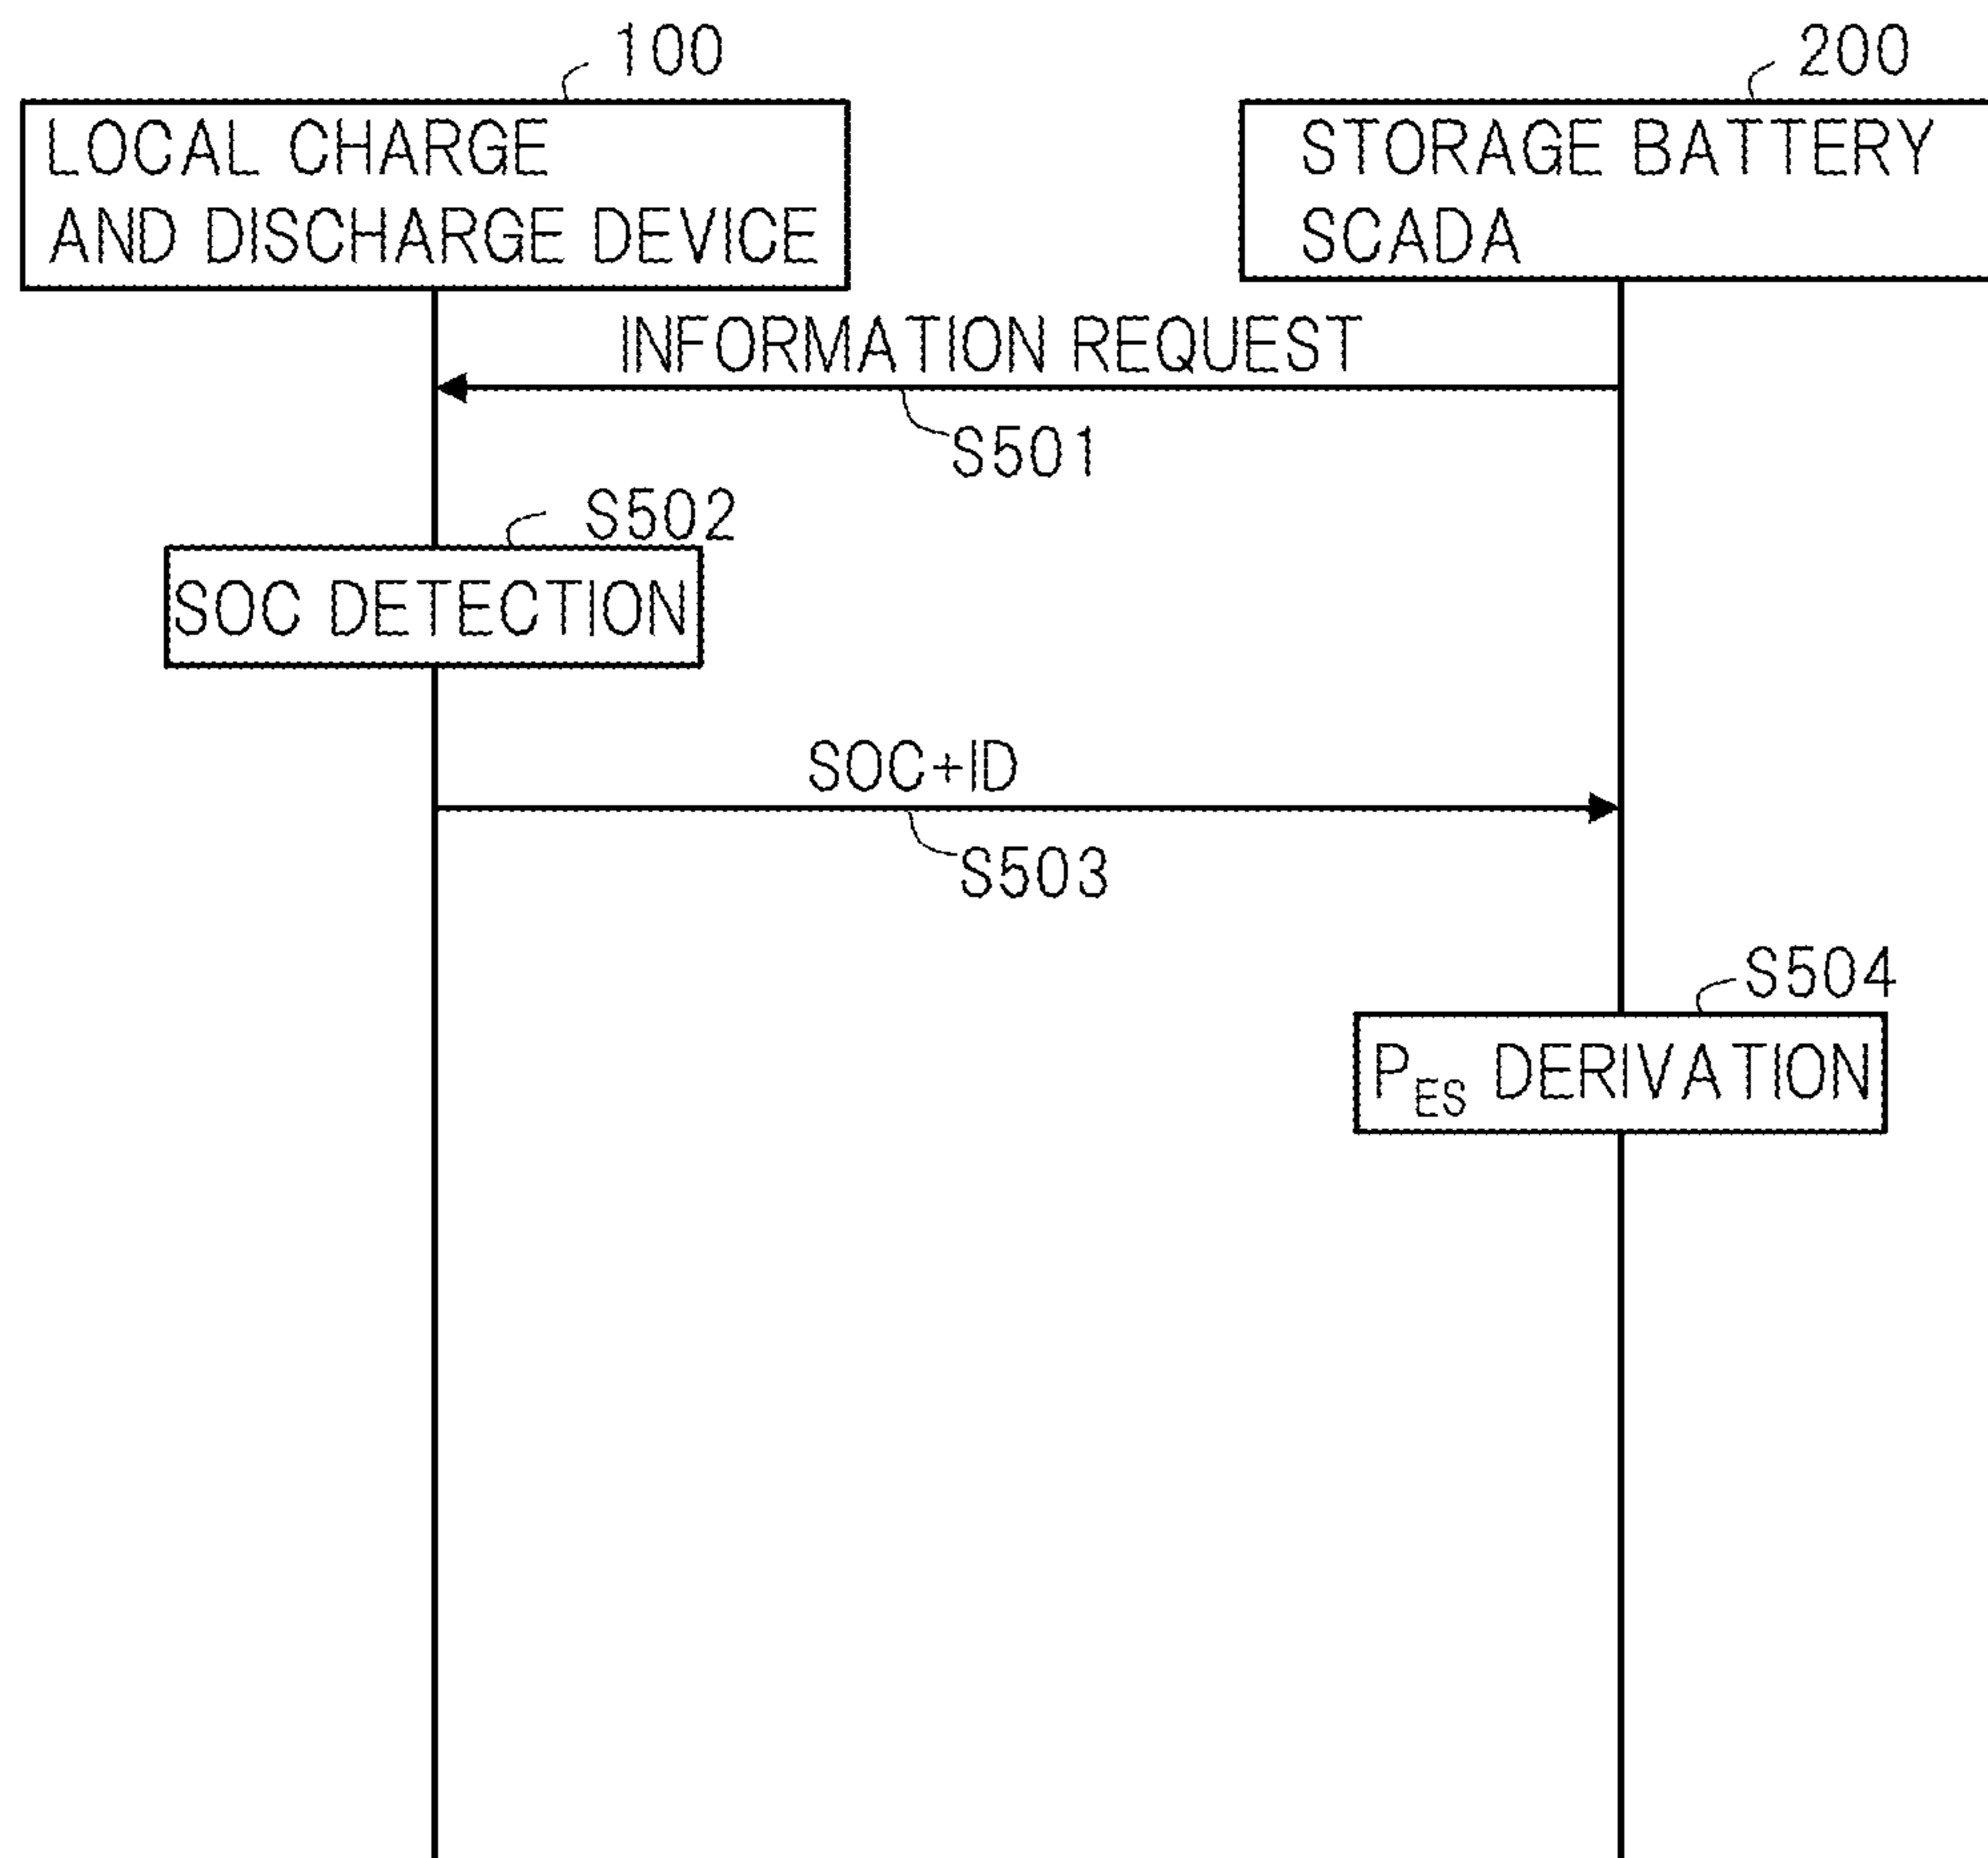 100
200
LOCAL CHARGE
AND DISCHARGE DEVICE
STORAGE BATTERY
SCADA
INFORMATION REQUEST
S501
S502
SOC DETECTION
SOC+ID
S503
S504
PES DERIVATION